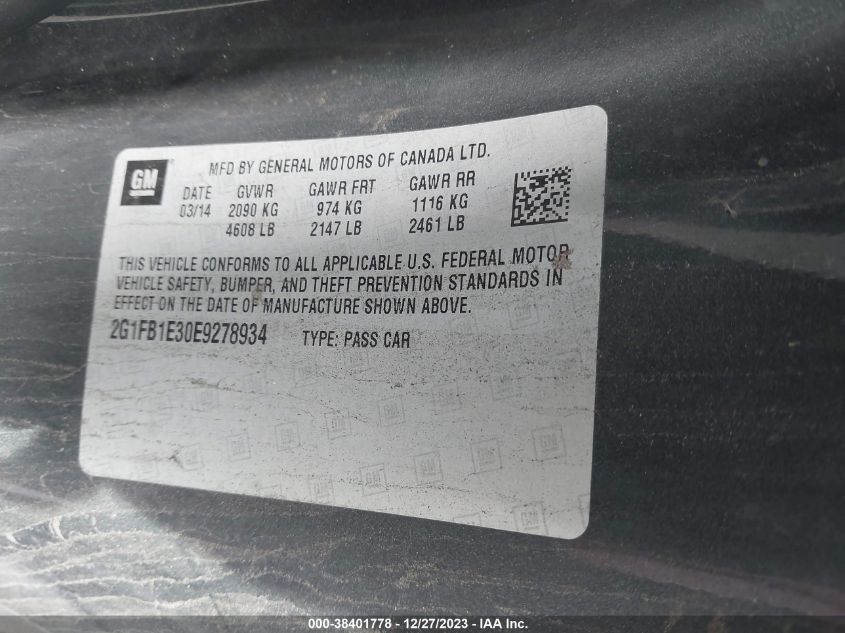 GM
MFD BY GENERAL MOTORS OF CANADA LTD.
DATE GVWR GAWR FRT GAWR RR
03/14 2090 KG 974 KG 1116 KG
4608 LB 2147 LB 2461 LB
THIS VEHICLE CONFORMS TO ALL APPLICABLE U.S. FEDERAL MOTOR
VEHICLE SAFETY, BUMPER, AND THEFT PREVENTION STANDARDS IN
EFFECT ON THE DATE OF MANUFACTURE SHOWN ABOVE.
2G1FB1E30E9278934 TYPE: PASS CAR
000-38401778 - 12/27/2023 - IAA Inc.